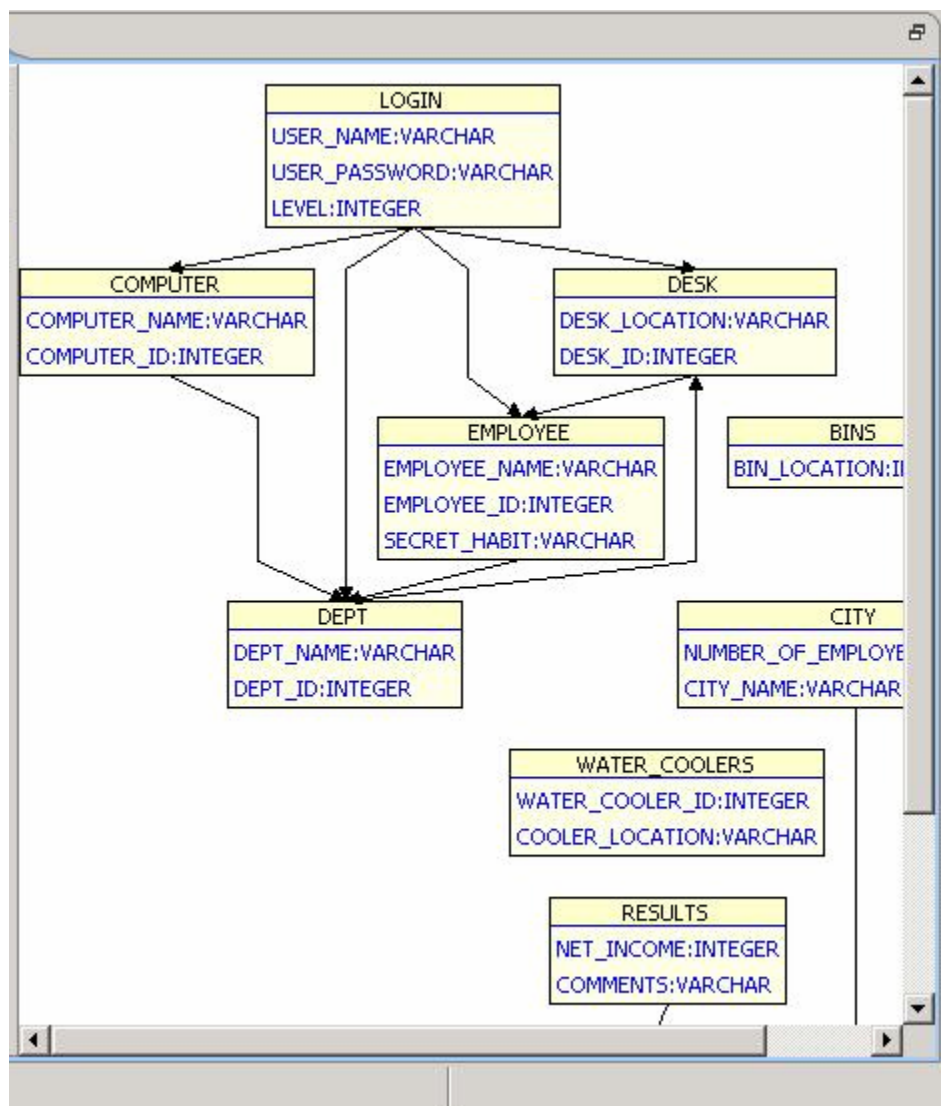 LOGIN
USER_NAME:VARCHAR
USER_PASSWORD:VARCHAR
LEVEL:INTEGER
COMPUTER
COMPUTER_NAME:VARCHAR
COMPUTER_ID:INTEGER
DESK
DESK_LOCATION:VARCHAR
DESK_ID:INTEGER
EMPLOYEE
EMPLOYEE_NAME:VARCHAR
EMPLOYEE_ID:INTEGER
SECRET_HABIT:VARCHAR
BINS
BIN_LOCATION:I
DEPT
DEPT_NAME:VARCHAR
DEPT_ID:INTEGER
CITY
NUMBER_OF_EMPLOYE
CITY_NAME:VARCHAR
WATER_COOLERS
WATER_COOLER_ID:INTEGER
COOLER_LOCATION:VARCHAR
RESULTS
NET_INCOME:INTEGER
COMMENTS:VARCHAR